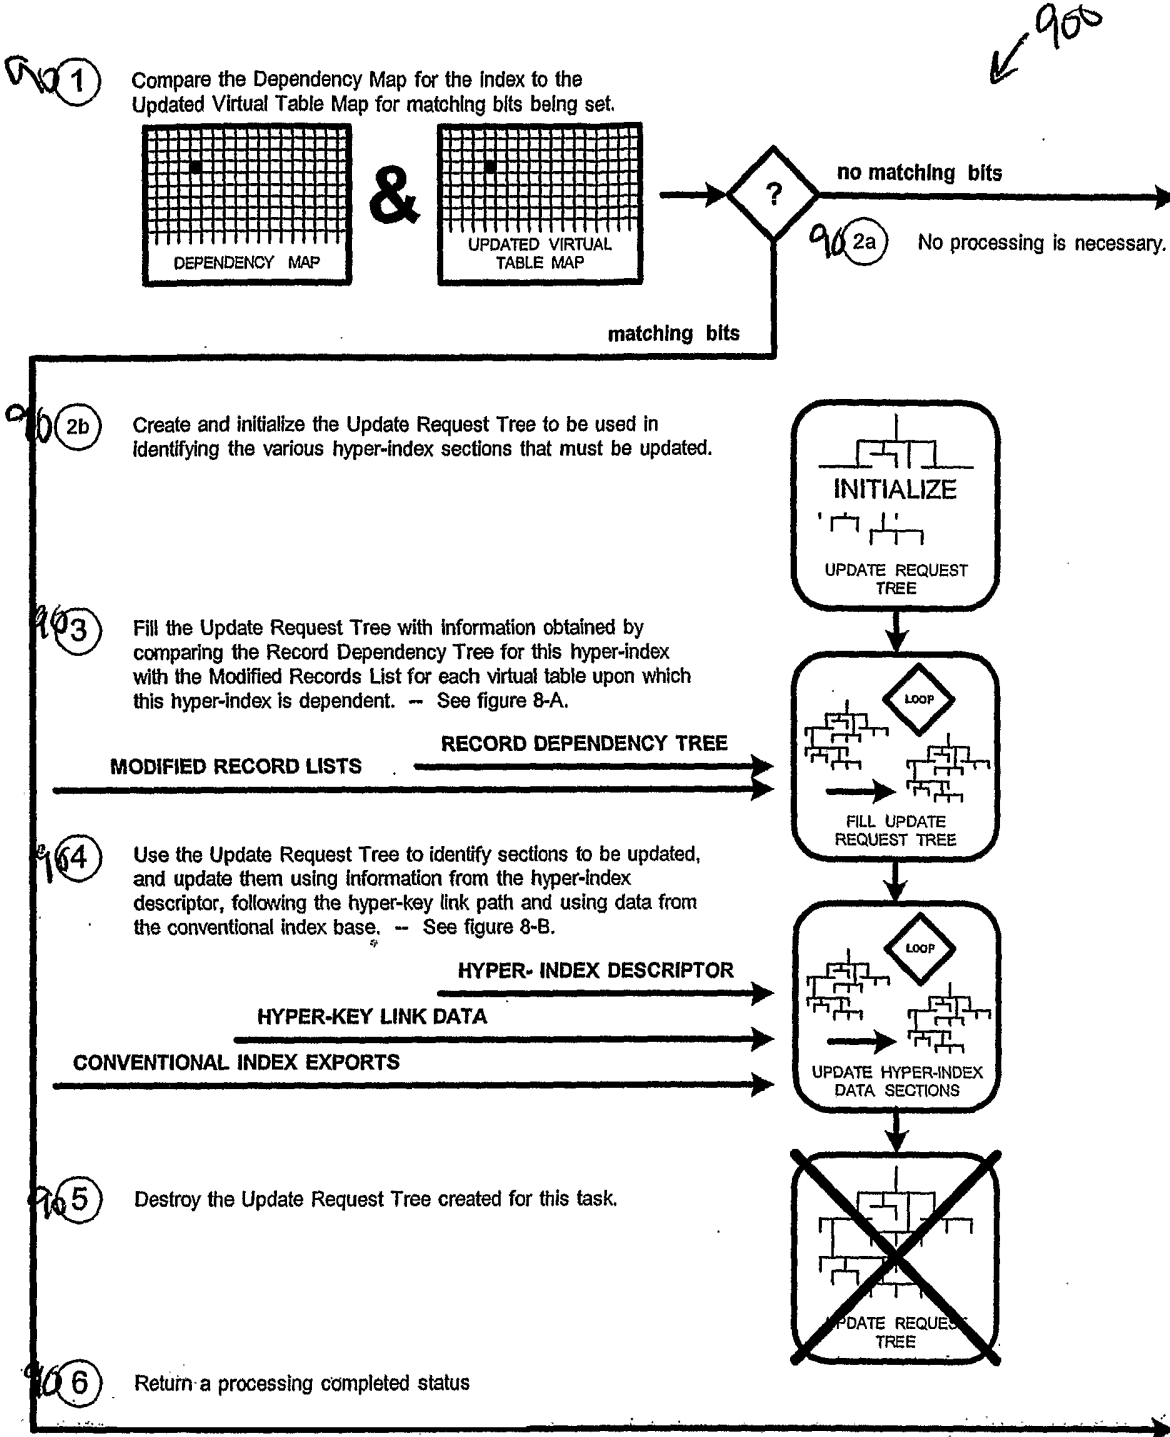 900
901 Compare the Dependency Map for the index to the
Updated Virtual Table Map for matching bits being set.
DEPENDENCY MAP
&
UPDATED VIRTUAL
TABLE MAP
?
no matching bits
902a No processing is necessary.
matching bits
902b Create and initialize the Update Request Tree to be used in
identifying the various hyper-index sections that must be updated.
INITIALIZE
UPDATE REQUEST
TREE
903 Fill the Update Request Tree with information obtained by
comparing the Record Dependency Tree for this hyper-index
with the Modified Records List for each virtual table upon which
this hyper-index is dependent. -- See figure 8-A.
LOOP
RECORD DEPENDENCY TREE
MODIFIED RECORD LISTS
FILL UPDATE
REQUEST TREE
904 Use the Update Request Tree to identify sections to be updated,
and update them using information from the hyper-index
descriptor, following the hyper-key link path and using data from
the conventional index base. -- See figure 8-B.
LOOP
HYPER- INDEX DESCRIPTOR
HYPER-KEY LINK DATA
CONVENTIONAL INDEX EXPORTS
UPDATE HYPER-INDEX
DATA SECTIONS
905 Destroy the Update Request Tree created for this task.
UPDATE REQUEST
TREE
906 Return a processing completed status